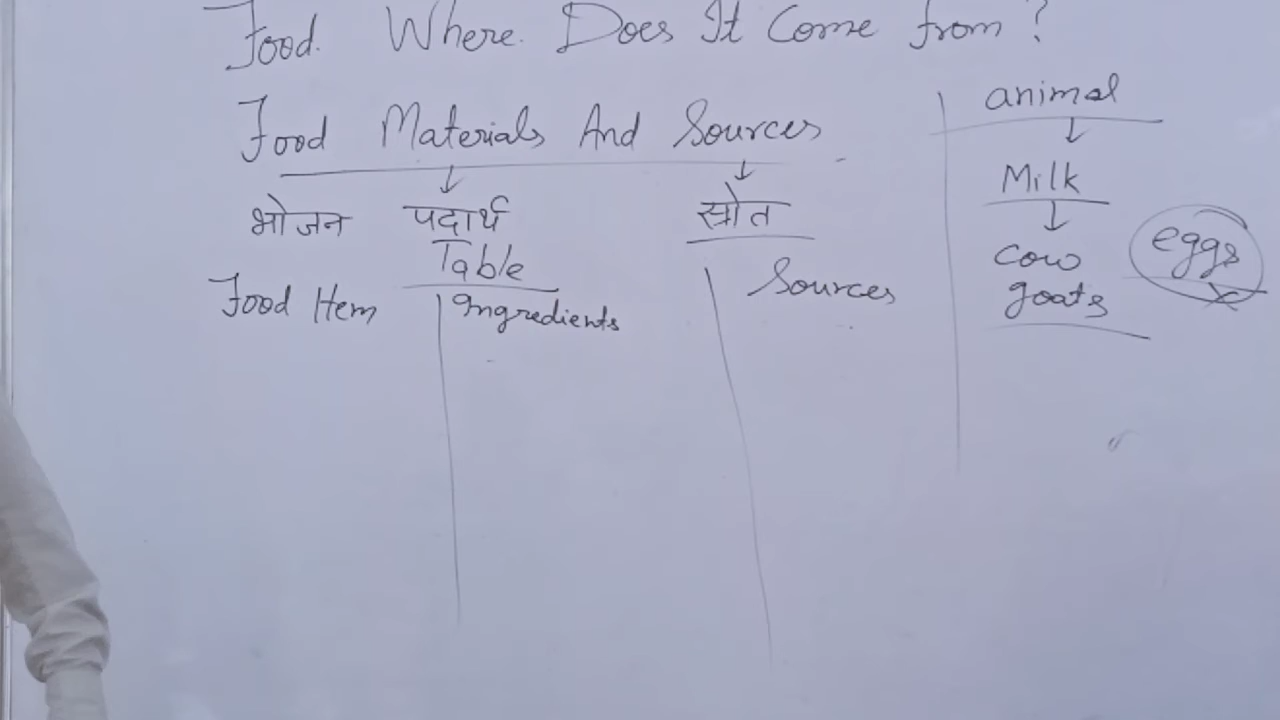 Food. Where. Does It Come from?
Food Materials And Sources
भोजन पदार्थ स्रोत
Table
Food Item Ingredients Sources
animal
Milk
Cow
goats
eggs